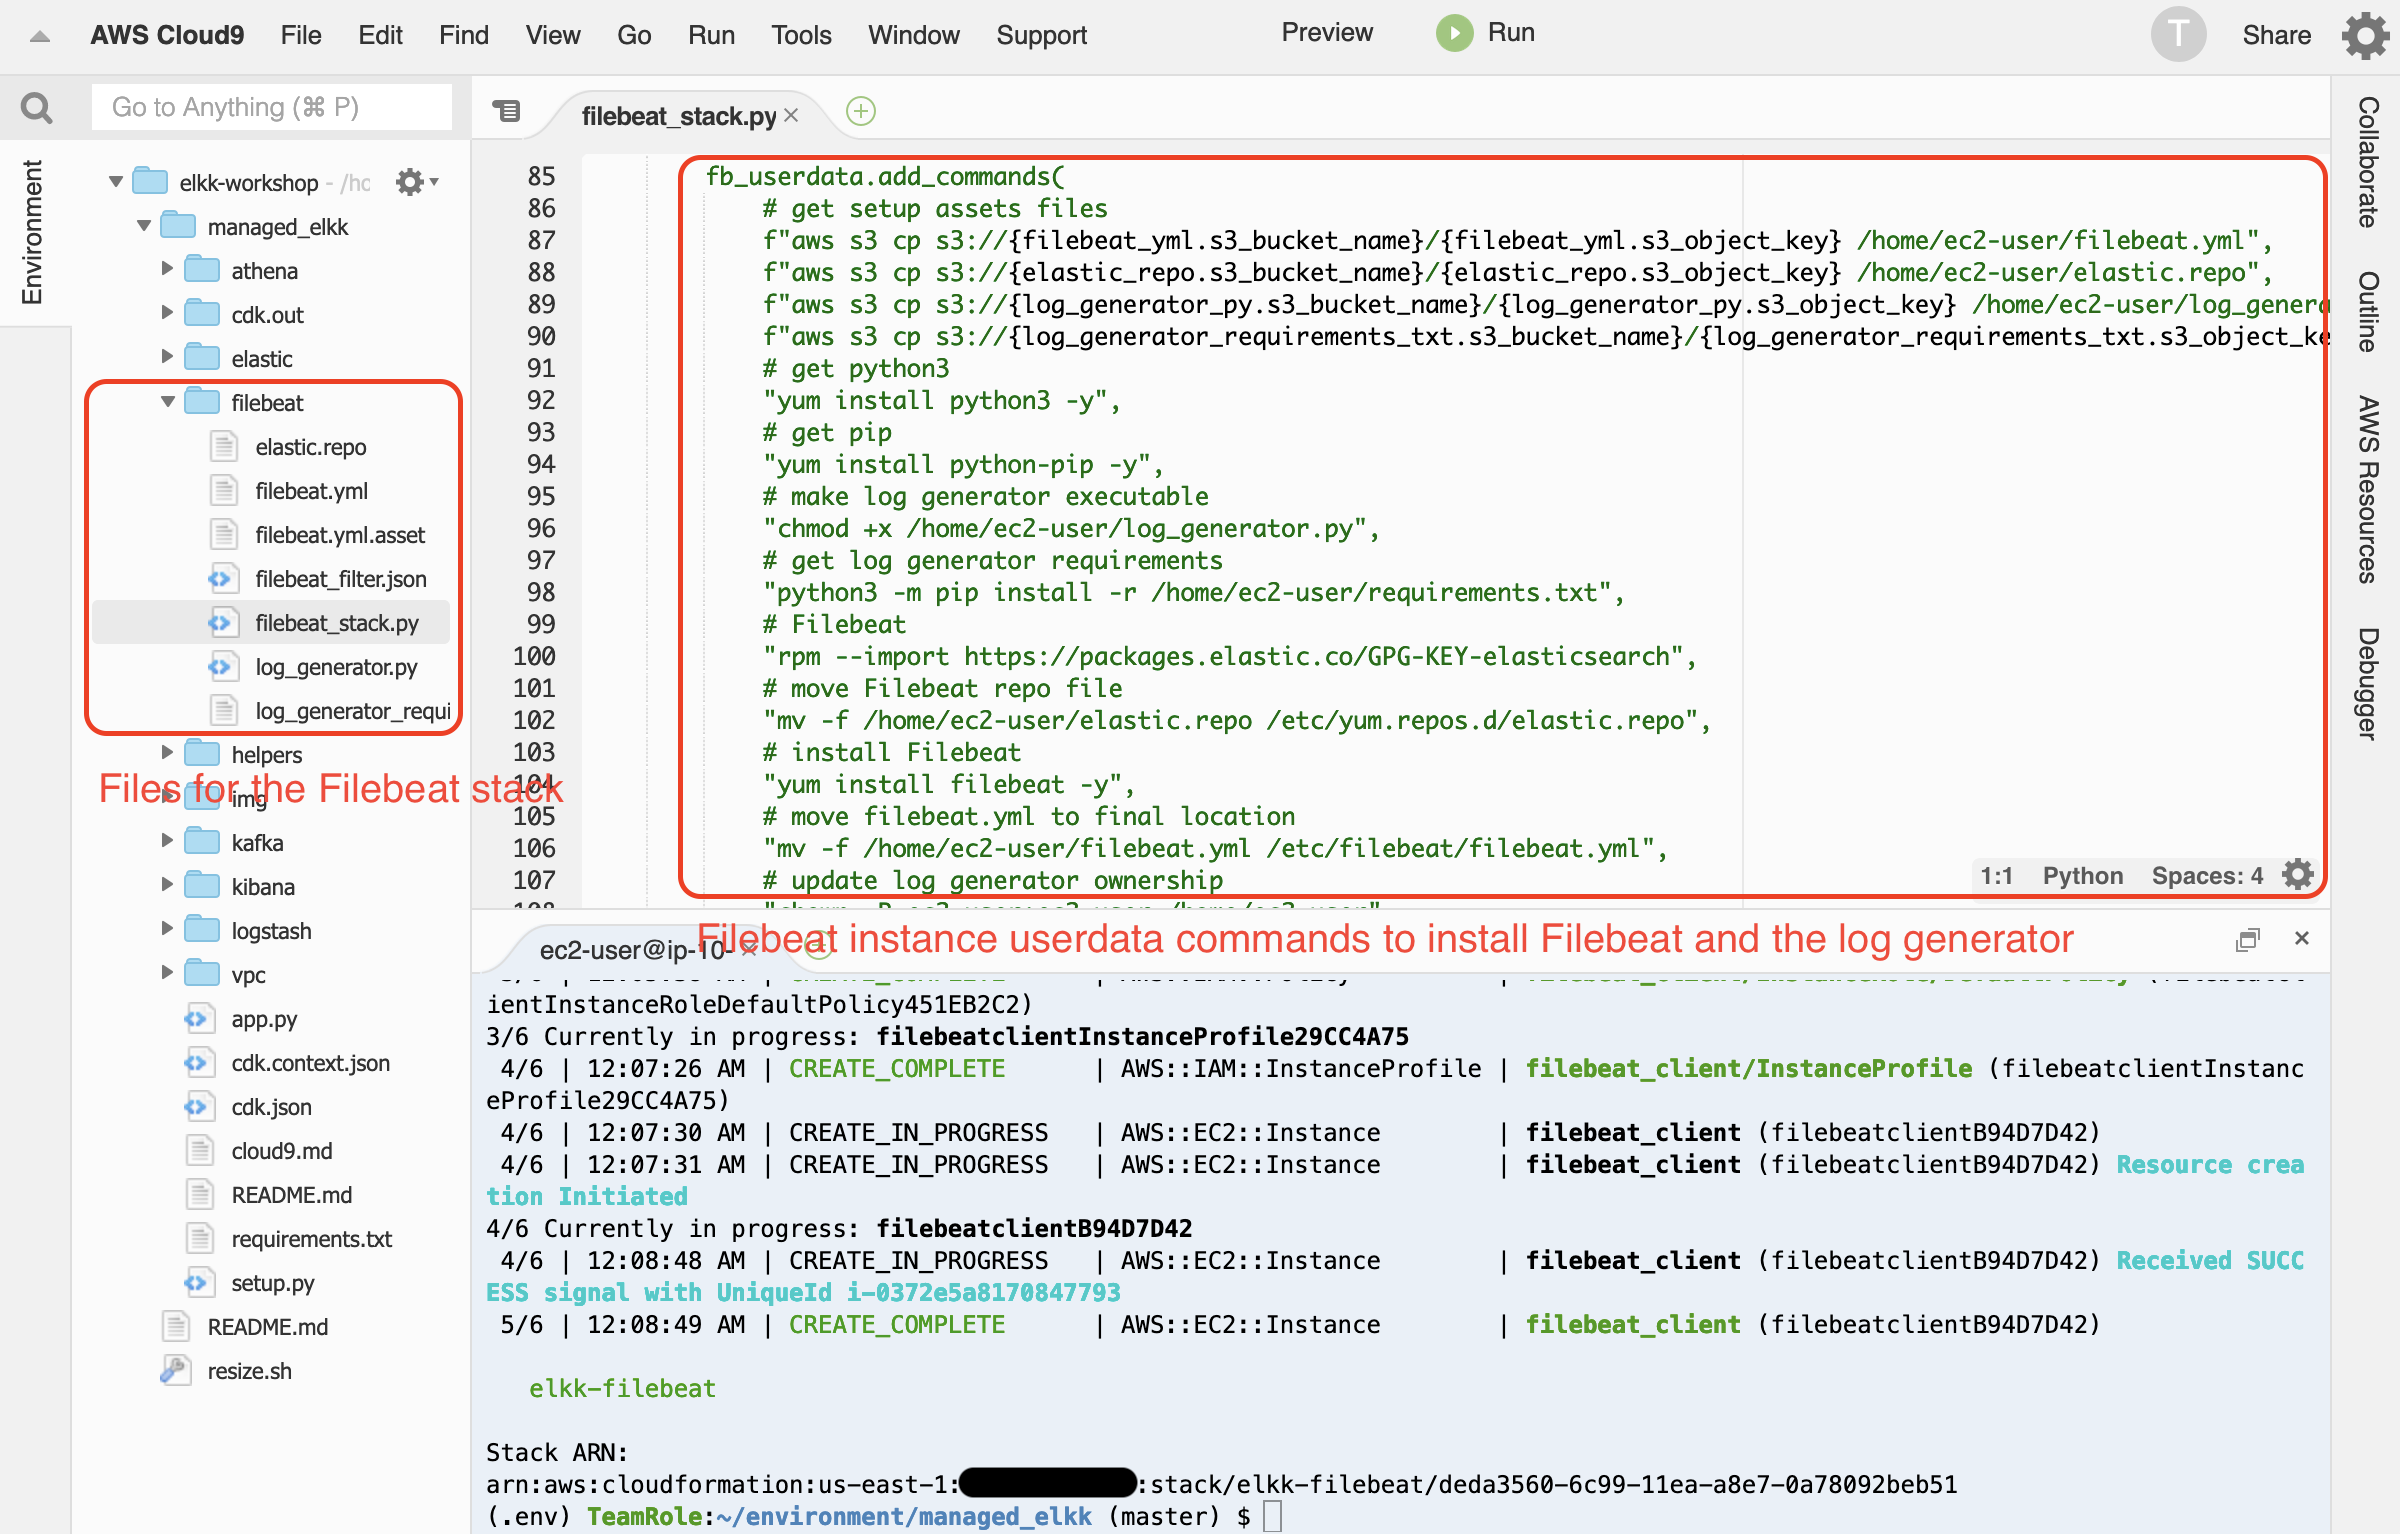 AWS Cloud9 File Edit Find View Go Run Tools Window Support Preview Run T Share
Go to Anything (⌘ P)
filebeat_stack.py
Environment
elkk-workshop - /hc
managed_elkk
athena
cdk.out
elastic
filebeat
elastic.repo
filebeat.yml
filebeat.yml.asset
filebeat_filter.json
filebeat_stack.py
log_generator.py
log_generator_requi
helpers
img
kafka
kibana
logstash
vpc
app.py
cdk.context.json
cdk.json
cloud9.md
README.md
requirements.txt
setup.py
README.md
resize.sh
Files for the Filebeat stack
85 fb_userdata.add_commands(
86 # get setup assets files
87 f"aws s3 cp s3://{filebeat_yml.s3_bucket_name}/{filebeat_yml.s3_object_key} /home/ec2-user/filebeat.yml",
88 f"aws s3 cp s3://{elastic_repo.s3_bucket_name}/{elastic_repo.s3_object_key} /home/ec2-user/elastic.repo",
89 f"aws s3 cp s3://{log_generator_py.s3_bucket_name}/{log_generator_py.s3_object_key} /home/ec2-user/log_genera
90 f"aws s3 cp s3://{log_generator_requirements_txt.s3_bucket_name}/{log_generator_requirements_txt.s3_object_ke
91 # get python3
92 "yum install python3 -y",
93 # get pip
94 "yum install python-pip -y",
95 # make log generator executable
96 "chmod +x /home/ec2-user/log_generator.py",
97 # get log generator requirements
98 "python3 -m pip install -r /home/ec2-user/requirements.txt",
99 # Filebeat
100 "rpm --import https://packages.elastic.co/GPG-KEY-elasticsearch",
101 # move Filebeat repo file
102 "mv -f /home/ec2-user/elastic.repo /etc/yum.repos.d/elastic.repo",
103 # install Filebeat
104 "yum install filebeat -y",
105 # move filebeat.yml to final location
106 "mv -f /home/ec2-user/filebeat.yml /etc/filebeat/filebeat.yml",
107 # update log generator ownership
1:1 Python Spaces: 4
Filebeat instance userdata commands to install Filebeat and the log generator
ec2-user@ip-10-
ientInstanceRoleDefaultPolicy451EB2C2)
3/6 Currently in progress: filebeatclientInstanceProfile29CC4A75
4/6 | 12:07:26 AM | CREATE_COMPLETE | AWS::IAM::InstanceProfile | filebeat_client/InstanceProfile (filebeatclientInstanc
eProfile29CC4A75)
4/6 | 12:07:30 AM | CREATE_IN_PROGRESS | AWS::EC2::Instance | filebeat_client (filebeatclientB94D7D42)
4/6 | 12:07:31 AM | CREATE_IN_PROGRESS | AWS::EC2::Instance | filebeat_client (filebeatclientB94D7D42) Resource crea
tion Initiated
4/6 Currently in progress: filebeatclientB94D7D42
4/6 | 12:08:48 AM | CREATE_IN_PROGRESS | AWS::EC2::Instance | filebeat_client (filebeatclientB94D7D42) Received SUCC
ESS signal with UniqueId i-0372e5a8170847793
5/6 | 12:08:49 AM | CREATE_COMPLETE | AWS::EC2::Instance | filebeat_client (filebeatclientB94D7D42)
elkk-filebeat
Stack ARN:
arn:aws:cloudformation:us-east-1: :stack/elkk-filebeat/deda3560-6c99-11ea-a8e7-0a78092beb51
(.env) TeamRole:~/environment/managed_elkk (master) $
Collaborate
Outline
AWS Resources
Debugger